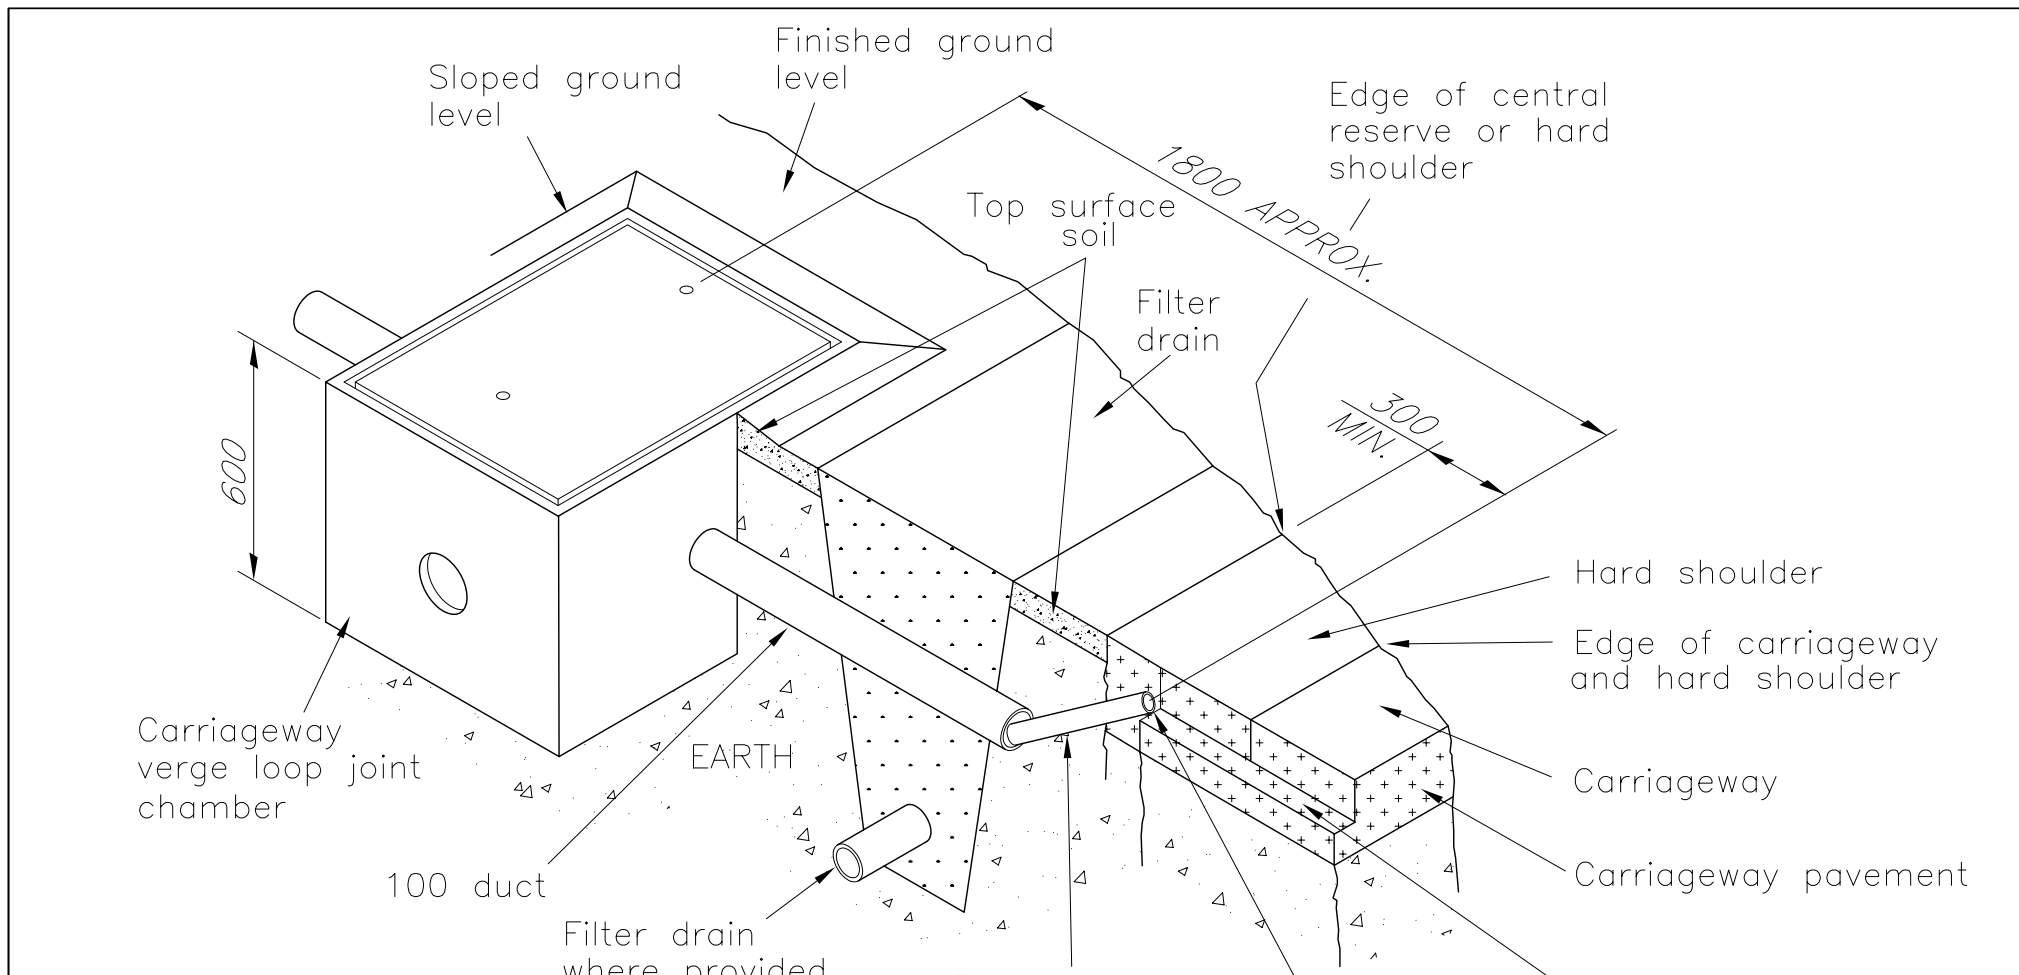 Finished ground
level
Sloped ground
level
Edge of central
reserve or hard
shoulder
1800 APPROX.
Top surface
soil
Filter
drain
300
MIN.
600
Hard shoulder
Edge of carriageway
and hard shoulder
Carriageway
verge loop joint
chamber
EARTH
Carriageway
100 duct
Carriageway pavement
Filter drain
where provided